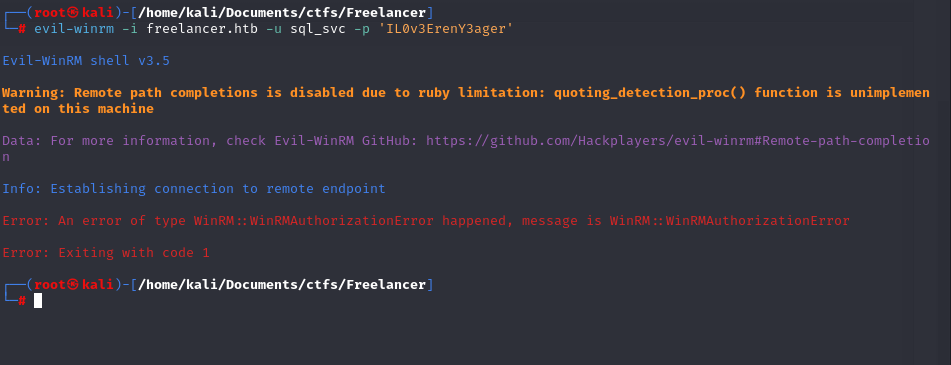 ┌──(root㉿kali)-[/home/kali/Documents/ctfs/Freelancer]
└─# evil-winrm -i freelancer.htb -u sql_svc -p 'IL0v3ErenY3ager'
Evil-WinRM shell v3.5
Warning: Remote path completions is disabled due to ruby limitation: quoting_detection_proc() function is unimplemen
ted on this machine
Data: For more information, check Evil-WinRM GitHub: https://github.com/Hackplayers/evil-winrm#Remote-path-completio
n
Info: Establishing connection to remote endpoint
Error: An error of type WinRM::WinRMAuthorizationError happened, message is WinRM::WinRMAuthorizationError
Error: Exiting with code 1
┌──(root㉿kali)-[/home/kali/Documents/ctfs/Freelancer]
└─#